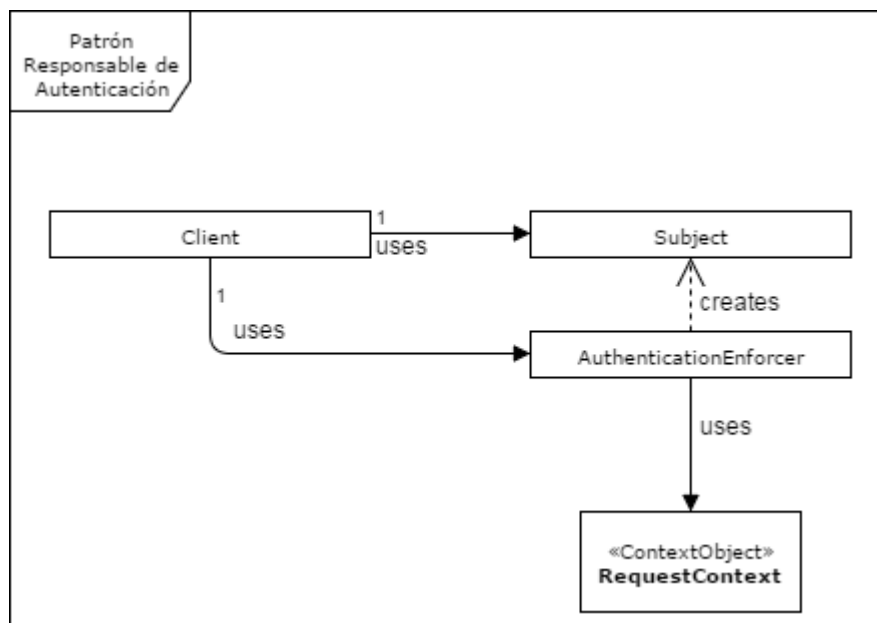 Patrón
Responsable de
Autenticación
Client
1
uses
Subject
1
uses
creates
AuthenticationEnforcer
uses
«ContextObject»
RequestContext